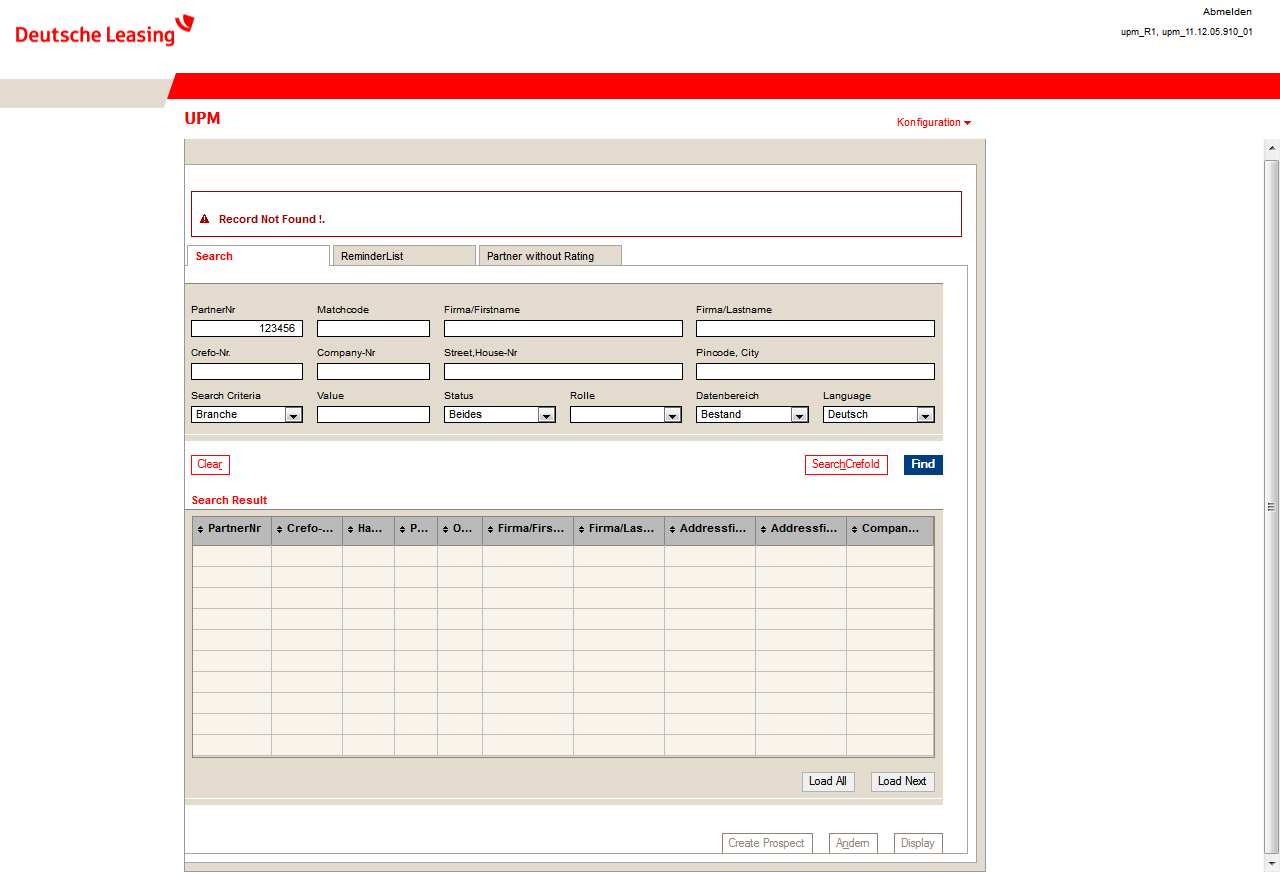 Deutsche Leasing
Abmelden
upm_R1, upm_11.12.05.910_01
UPM
Konfiguration
Record Not Found !.
Search ReminderList Partner without Rating
PartnerNr Matchcode Firma/Firstname Firma/Lastname
123456
Crefo-Nr. Company-Nr Street,House-Nr Pincode, City
Search Criteria Value Status Rolle Datenbereich Language
Branche Beides Bestand Deutsch
Clear SearchCrefoId Find
Search Result
PartnerNr Crefo-... Ha... P... O... Firma/Firs... Firma/Las... Addressfi... Addressfi... Compan...
Load All Load Next
Create Prospect Andern Display